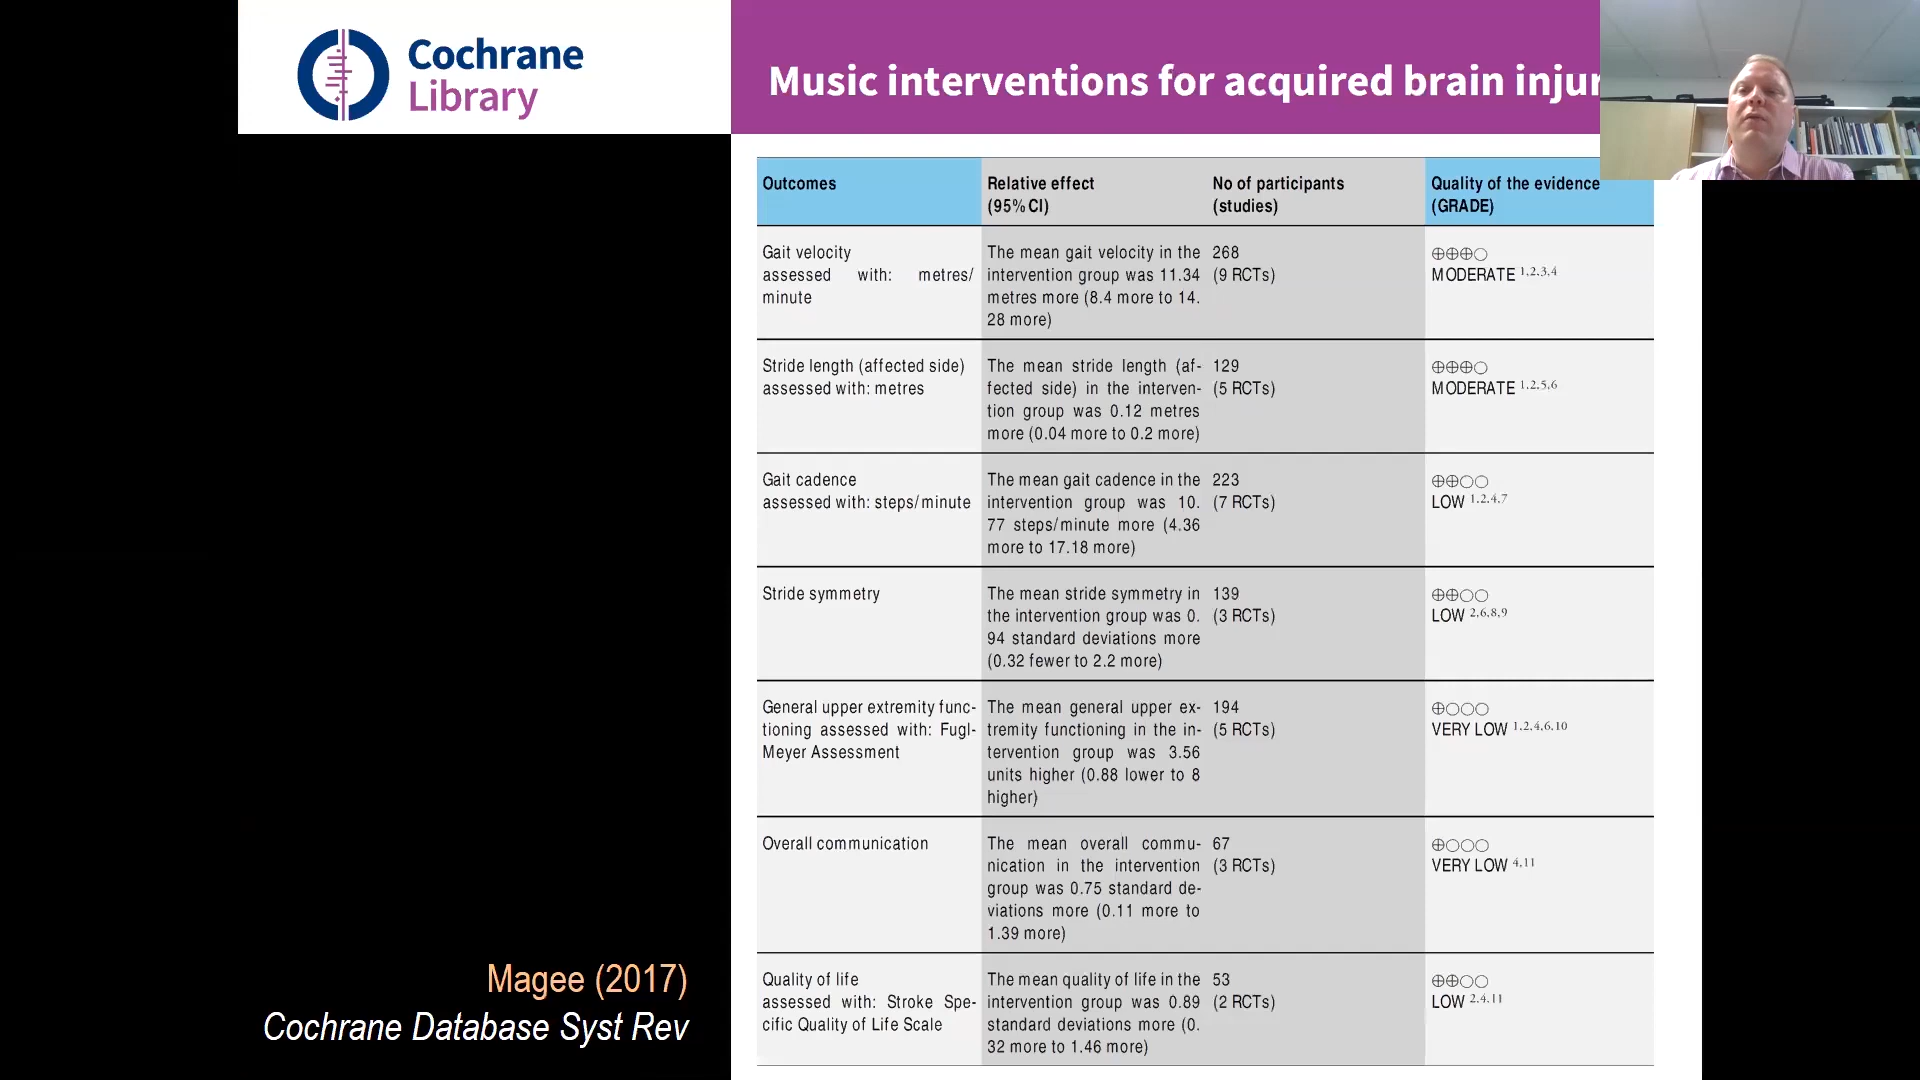 Cochrane
Library
Music interventions for acquired brain injur
Outcomes
Relative effect
(95% CI)
No of participants
(studies)
Quality of the evidence
(GRADE)
Gait velocity
assessed with: metres/
minute
The mean gait velocity in the
intervention group was 11.34
metres more (8.4 more to 14.
28 more)
268
(9 RCTs)
⊕⊕⊕○
MODERATE 1,2,3,4
Stride length (affected side)
assessed with: metres
The mean stride length (af-
fected side) in the interven-
tion group was 0.12 metres
more (0.04 more to 0.2 more)
129
(5 RCTs)
⊕⊕⊕○
MODERATE 1,2,5,6
Gait cadence
assessed with: steps/minute
The mean gait cadence in the
intervention group was 10.
77 steps/minute more (4.36
more to 17.18 more)
223
(7 RCTs)
⊕⊕○○
LOW 1,2,4,7
Stride symmetry
The mean stride symmetry in
the intervention group was 0.
94 standard deviations more
(0.32 fewer to 2.2 more)
139
(3 RCTs)
⊕⊕○○
LOW 2,6,8,9
General upper extremity func-
tioning assessed with: Fugl-
Meyer Assessment
The mean general upper ex-
tremity functioning in the in-
tervention group was 3.56
units higher (0.88 lower to 8
higher)
194
(5 RCTs)
⊕○○○
VERY LOW 1,2,4,6,10
Overall communication
The mean overall commu-
nication in the intervention
group was 0.75 standard de-
viations more (0.11 more to
1.39 more)
67
(3 RCTs)
⊕○○○
VERY LOW 4,11
Quality of life
assessed with: Stroke Spe-
cific Quality of Life Scale
The mean quality of life in the
intervention group was 0.89
standard deviations more (0.
32 more to 1.46 more)
53
(2 RCTs)
⊕⊕○○
LOW 2,4,11
Magee (2017)
Cochrane Database Syst Rev